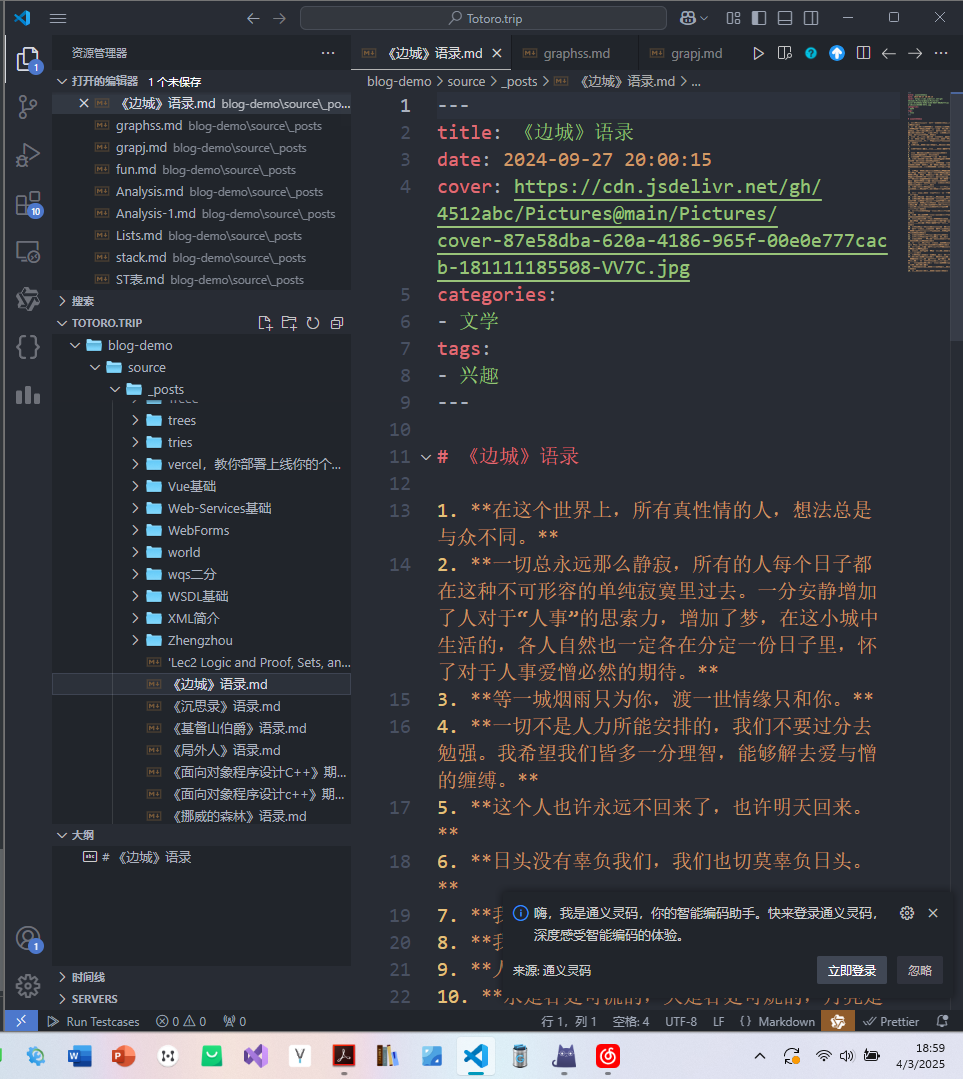 Totoro.trip
资源管理器
打开的编辑器 1 个未保存
《边城》语录.md blog-demo\source\_po...
graphss.md blog-demo\source\_posts
grapj.md blog-demo\source\_posts
fun.md blog-demo\source\_posts
Analysis.md blog-demo\source\_posts
Analysis-1.md blog-demo\source\_posts
Lists.md blog-demo\source\_posts
stack.md blog-demo\source\_posts
ST表.md blog-demo\source\_posts
搜索
TOTORO.TRIP
blog-demo
source
_posts
trees
tries
vercel，教你部署上线你的个...
Vue基础
Web-Services基础
WebForms
world
wqs二分
WSDL基础
XML简介
Zhengzhou
'Lec2 Logic and Proof, Sets, an...
《边城》语录.md
《沉思录》语录.md
《基督山伯爵》语录.md
《局外人》语录.md
《面向对象程序设计C++》期...
《面向对象程序设计c++》期...
《挪威的森林》语录.md
大纲
# 《边城》语录
时间线
SERVERS
1
10
1
《边城》语录.md
graphss.md
grapj.md
blog-demo > source > _posts > 《边城》语录.md > ...
1 ---
2 title: 《边城》语录
3 date: 2024-09-27 20:00:15
4 cover: https://cdn.jsdelivr.net/gh/
4512abc/Pictures@main/Pictures/
cover-87e58dba-620a-4186-965f-00e0e777cac
b-181111185508-VV7C.jpg
5 categories:
6 - 文学
7 tags:
8 - 兴趣
9 ---
10
11 # 《边城》语录
12
13 1. **在这个世界上，所有真性情的人，想法总是
与众不同。**
14 2. **一切总永远那么静寂，所有的人每个日子都
在这种不可形容的单纯寂寞里过去。一分安静增加
了人对于“人事”的思索力，增加了梦，在这小城中
生活的，各人自然也一定各在分定一份日子里，怀
了对于人事爱憎必然的期待。**
15 3. **等一城烟雨只为你，渡一世情缘只和你。**
16 4. **一切不是人力所能安排的，我们不要过分去
勉强。我希望我们皆多一分理智，能够解去爱与憎
的缠缚。**
17 5. **这个人也许永远不回来了，也许明天回来。
**
18 6. **日头没有辜负我们，我们也切莫辜负日头。
**
19 7. **我
20 8. **我
21 9. **人
22 10. **水是各处可流的，火是各处可烧的，月亮是
嗨，我是通义灵码，你的智能编码助手。快来登录通义灵码，
深度感受智能编码的体验。
来源: 通义灵码
立即登录
忽略
Run Testcases
0
0
0
行 1，列 1
空格: 4
UTF-8
LF
{ } Markdown
Prettier
18:59
4/3/2025